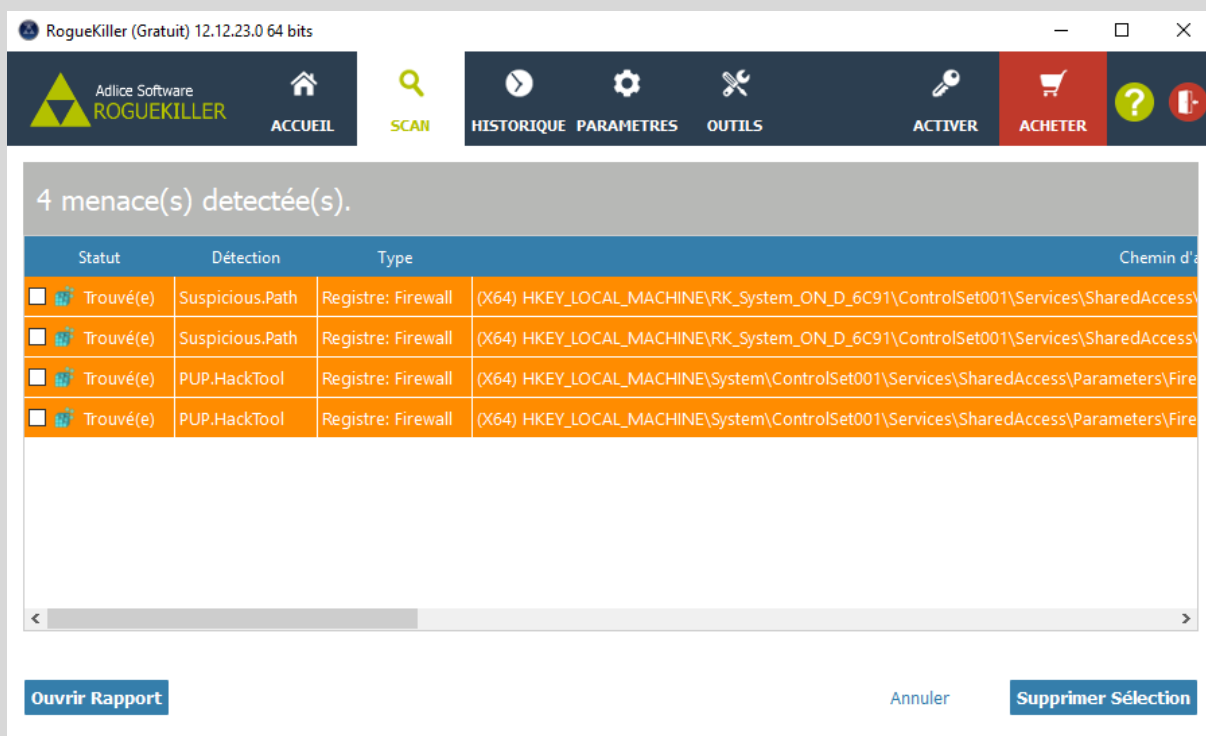 RogueKiller (Gratuit) 12.12.23.0 64 bits
Adlice Software
ROGUEKILLER
ACCUEIL
SCAN
HISTORIQUE
PARAMETRES
OUTILS
ACTIVER
ACHETER
?
4 menace(s) detectée(s).
Statut Détection Type Chemin d'a
Trouvé(e) Suspicious.Path Registre: Firewall (X64) HKEY_LOCAL_MACHINE\RK_System_ON_D_6C91\ControlSet001\Services\SharedAccess\
Trouvé(e) Suspicious.Path Registre: Firewall (X64) HKEY_LOCAL_MACHINE\RK_System_ON_D_6C91\ControlSet001\Services\SharedAccess\
Trouvé(e) PUP.HackTool Registre: Firewall (X64) HKEY_LOCAL_MACHINE\System\ControlSet001\Services\SharedAccess\Parameters\Fire
Trouvé(e) PUP.HackTool Registre: Firewall (X64) HKEY_LOCAL_MACHINE\System\ControlSet001\Services\SharedAccess\Parameters\Fire
Ouvrir Rapport
Annuler
Supprimer Sélection